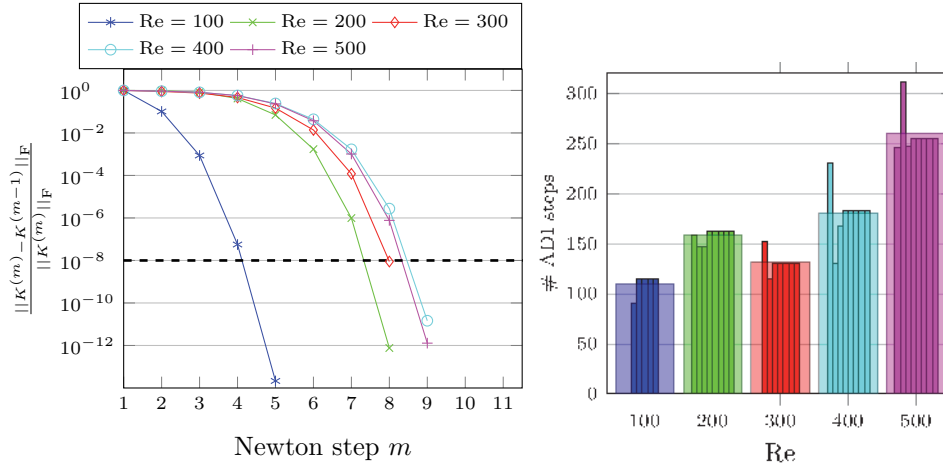 Re = 100 Re = 200 Re = 300
Re = 400 Re = 500
||K^(m) − K^(m−1)||_F
||K^(m)||_F
10^0
10^−2
10^−4
10^−6
10^−8
10^−10
10^−12
1 2 3 4 5 6 7 8 9 10 11
Newton step m
# ADI steps
300
250
200
150
100
50
0
100 200 300 400 500
Re